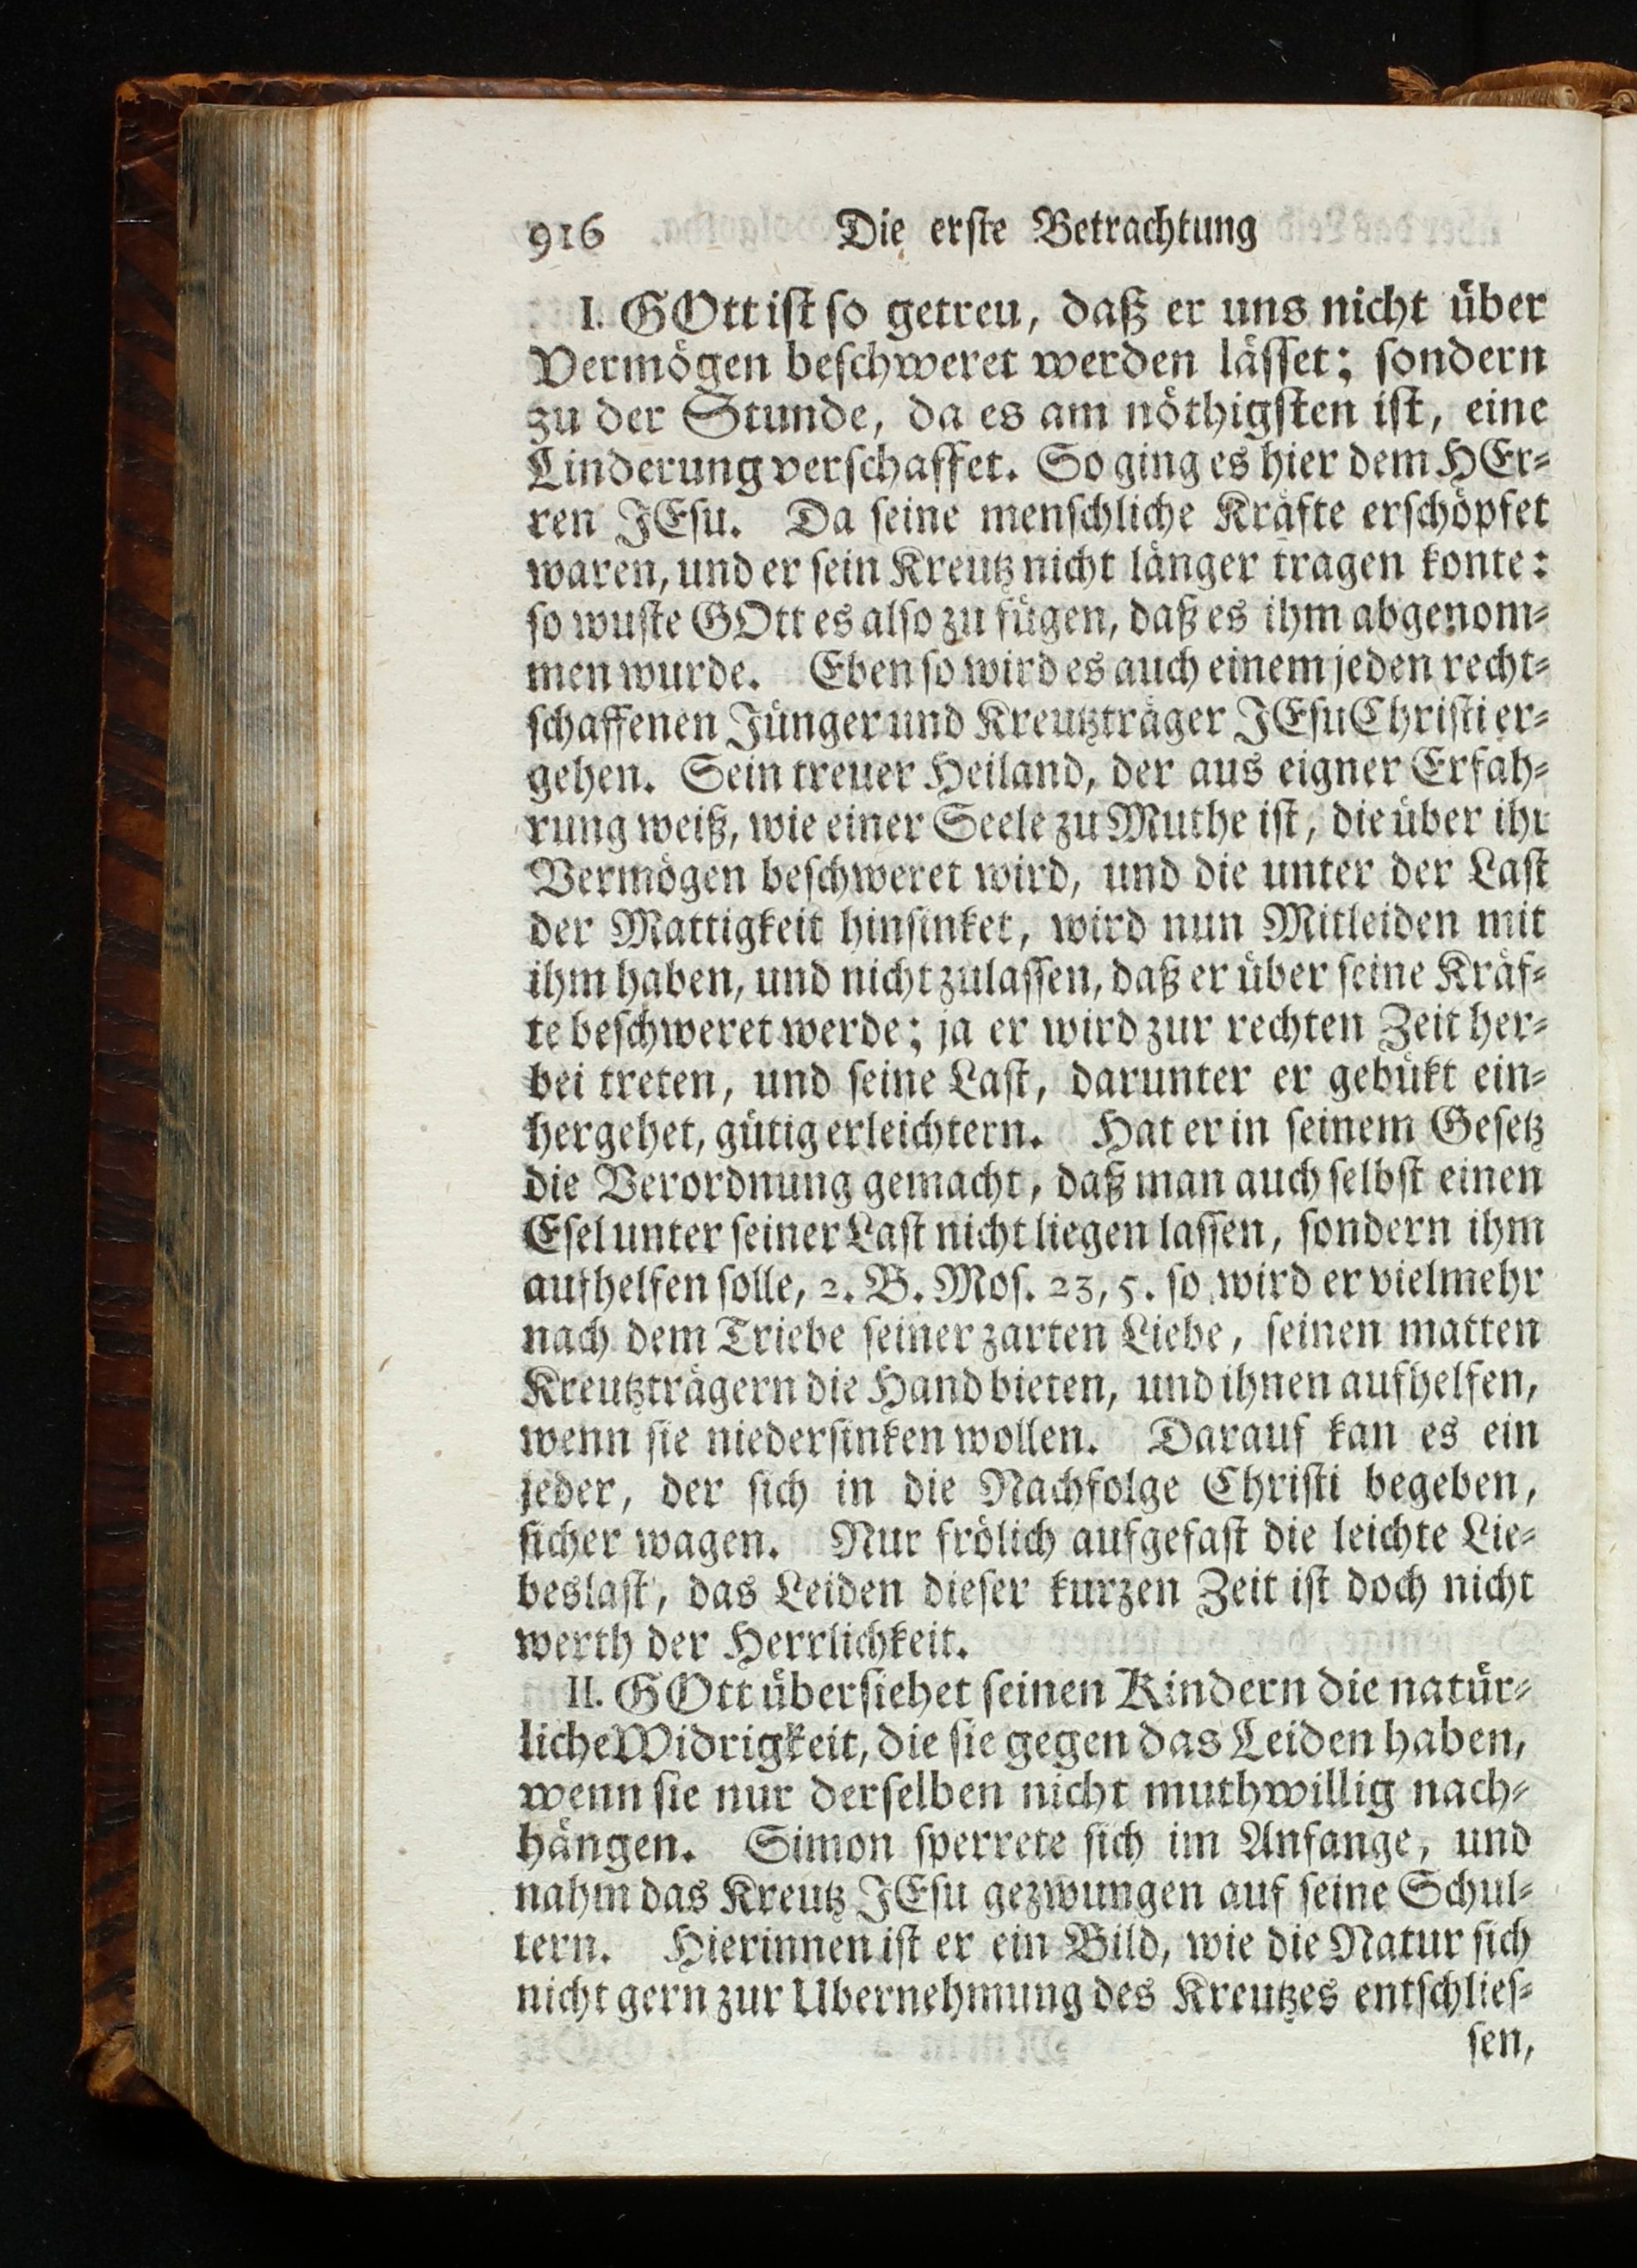 916 Die erste Betrachtung
I. GOtt ist so getreu, daß er uns nicht über
Vermögen beschweret werden lässet; sondern
zu der Stunde, da es am nöthigsten ist, eine
Linderung verschaffet. So ging es hier dem HEr-
ren JEsu. Da seine menschliche Kräfte erschöpfet
waren, und er sein Kreutz nicht länger tragen konte:
so wuste GOtt es also zu fügen, daß es ihm abgenom-
men wurde. Eben so wird es auch einem jeden recht-
schaffenen Jünger und Kreutzträger JEsu Christi er-
gehen. Sein treuer Heiland, der aus eigner Erfah-
rung weiß, wie einer Seele zu Muthe ist, die über ihr
Vermögen beschweret wird, und die unter der Last
der Mattigkeit hinsinket, wird nun Mitleiden mit
ihm haben, und nicht zulassen, daß er über seine Kräf-
te beschweret werde; ja er wird zur rechten Zeit her-
bei treten, und seine Last, darunter er gebükt ein-
hergehet, gütig erleichtern. Hat er in seinem Gesetz
die Verordnung gemacht, daß man auch selbst einen
Esel unter seiner Last nicht liegen lassen, sondern ihm
aufhelfen solle, 2. B. Mos. 23, 5. so wird er vielmehr
nach dem Triebe seiner zarten Liebe, seinen matten
Kreutzträgern die Hand bieten, und ihnen aufhelfen,
wenn sie niedersinken wollen. Darauf kan es ein
jeder, der sich in die Nachfolge Christi begeben,
sicher wagen. Nur frölich aufgefast die leichte Lie-
beslast, das Leiden dieser kurzen Zeit ist doch nicht
werth der Herrlichkeit.
II. GOtt übersiehet seinen Kindern die natür-
liche Widrigkeit, die sie gegen das Leiden haben,
wenn sie nur derselben nicht muthwillig nach-
hängen. Simon sperrete sich im Anfange, und
nahm das Kreutz JEsu gezwungen auf seine Schul-
tern. Hierinnen ist er ein Bild, wie die Natur sich
nicht gern zur Ubernehmung des Kreutzes entschlies-
sen,